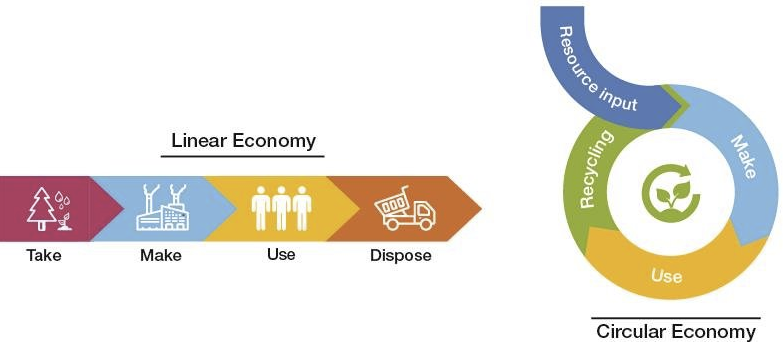 Linear Economy
Take
Make
Use
Dispose
Resource input
Make
Use
Recycling
Circular Economy